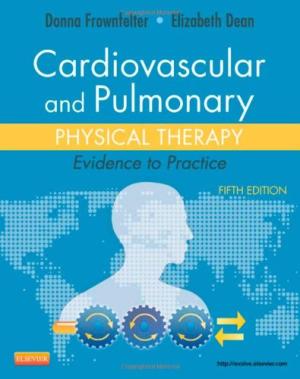 Donna Frownfelter • Elizabeth Dean
Cardiovascular
and Pulmonary
PHYSICAL THERAPY
Evidence to Practice
FIFTH EDITION
ELSEVIER
http://evolve.elsevier.com